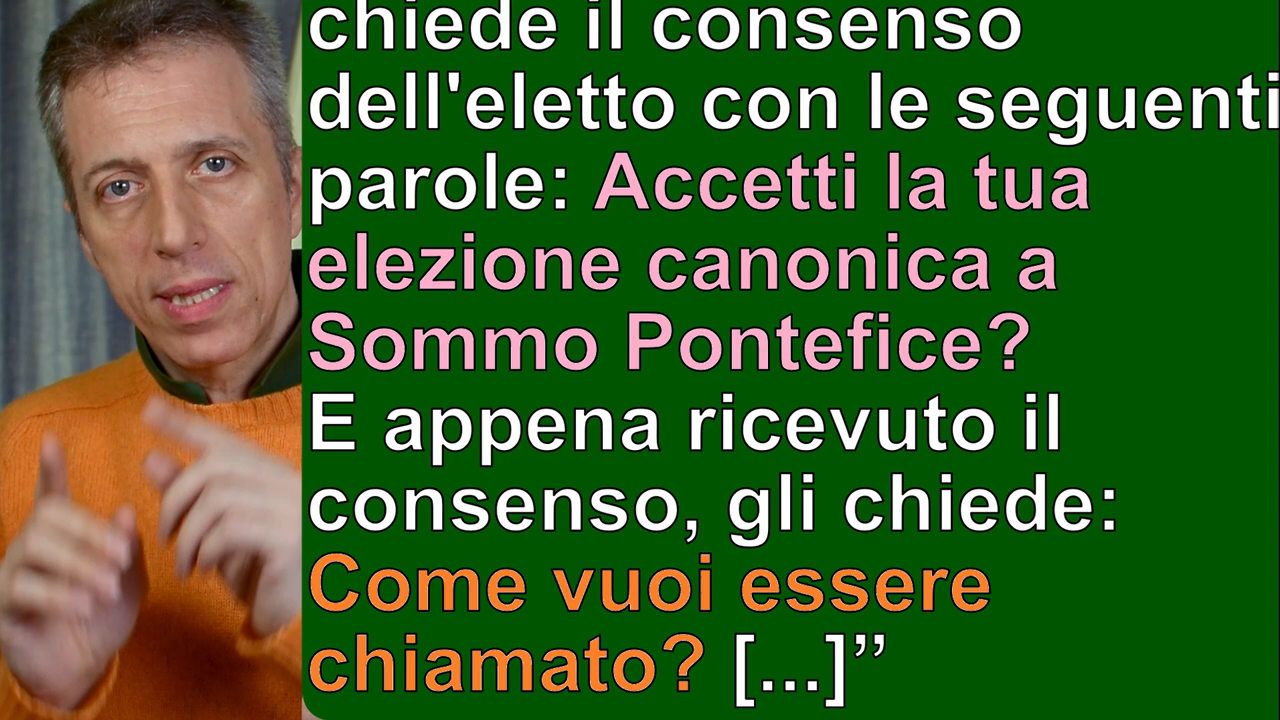 chiede il consenso
dell'eletto con le seguenti
parole: Accetti la tua
elezione canonica a
Sommo Pontefice?
E appena ricevuto il
consenso, gli chiede:
Come vuoi essere
chiamato? [...]”